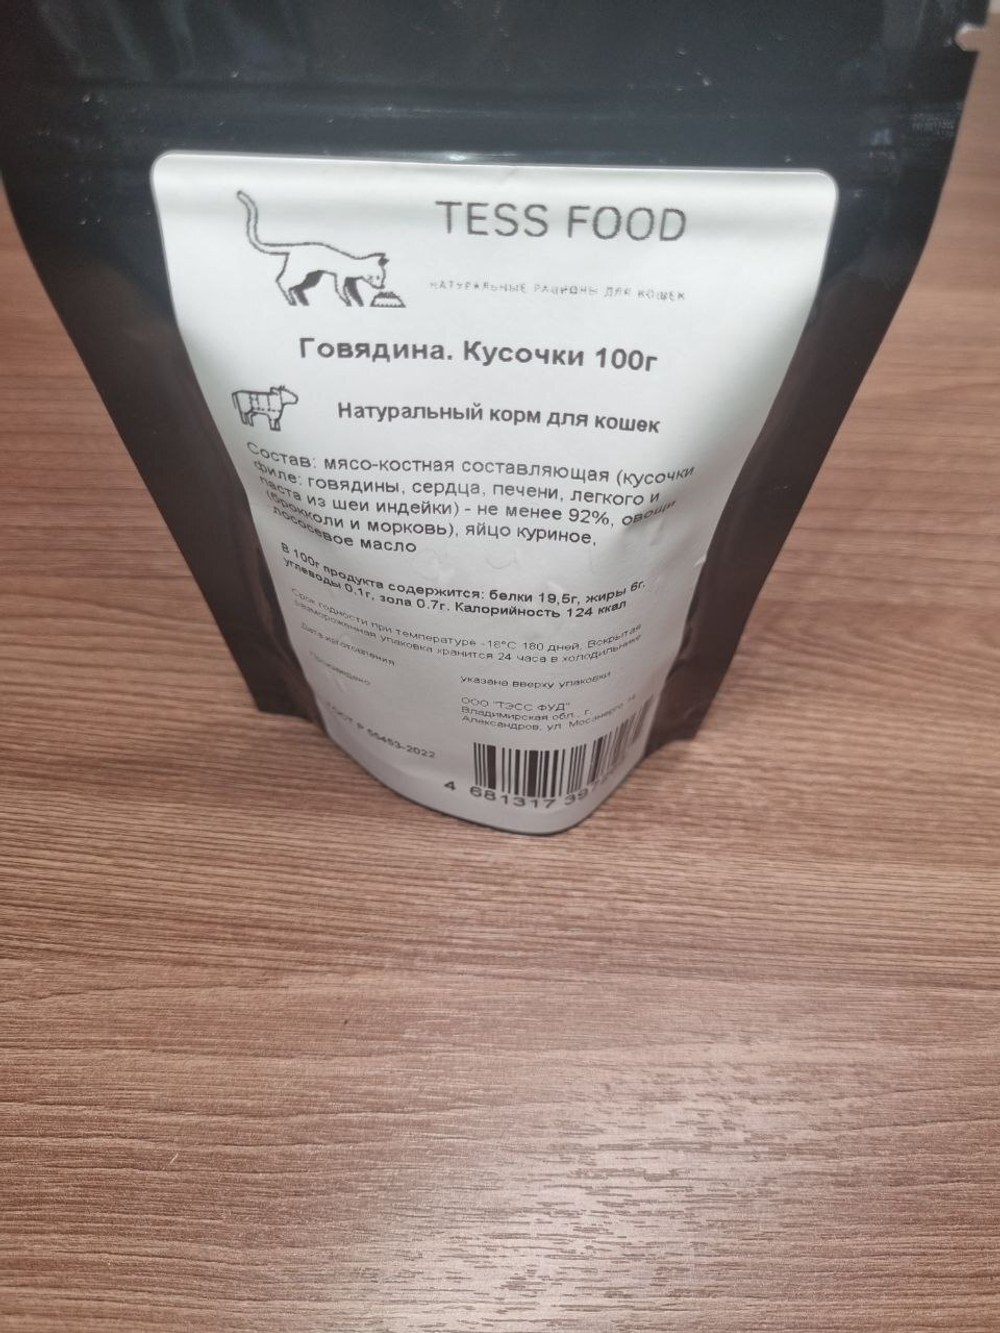 TESS FOOD
НАТУРАЛЬНЫЕ РАЦИОНЫ ДЛЯ КОШЕК
Говядина. Кусочки 100г
Натуральный корм для кошек
Состав: мясо-костная составляющая (кусочки
филе: говядины, сердца, печени, легкого и
паста из шеи индейки) - не менее 92%, овощи
(брокколи и морковь), яйцо куриное,
лососевое масло
В 100г продукта содержится: белки 19,5г, жиры 6г,
углеводы 0.1г, зола 0.7г. Калорийность 124 ккал
Срок годности при температуре -18°C 180 дней. Вскрытая
размороженная упаковка хранится 24 часа в холодильнике
Дата изготовления
указана вверху упаковки
Произведено
ООО "ТЭСС ФУД"
Владимирская обл., г.
Александров, ул.
ГОСТ Р 55453-2022
4 681317 39